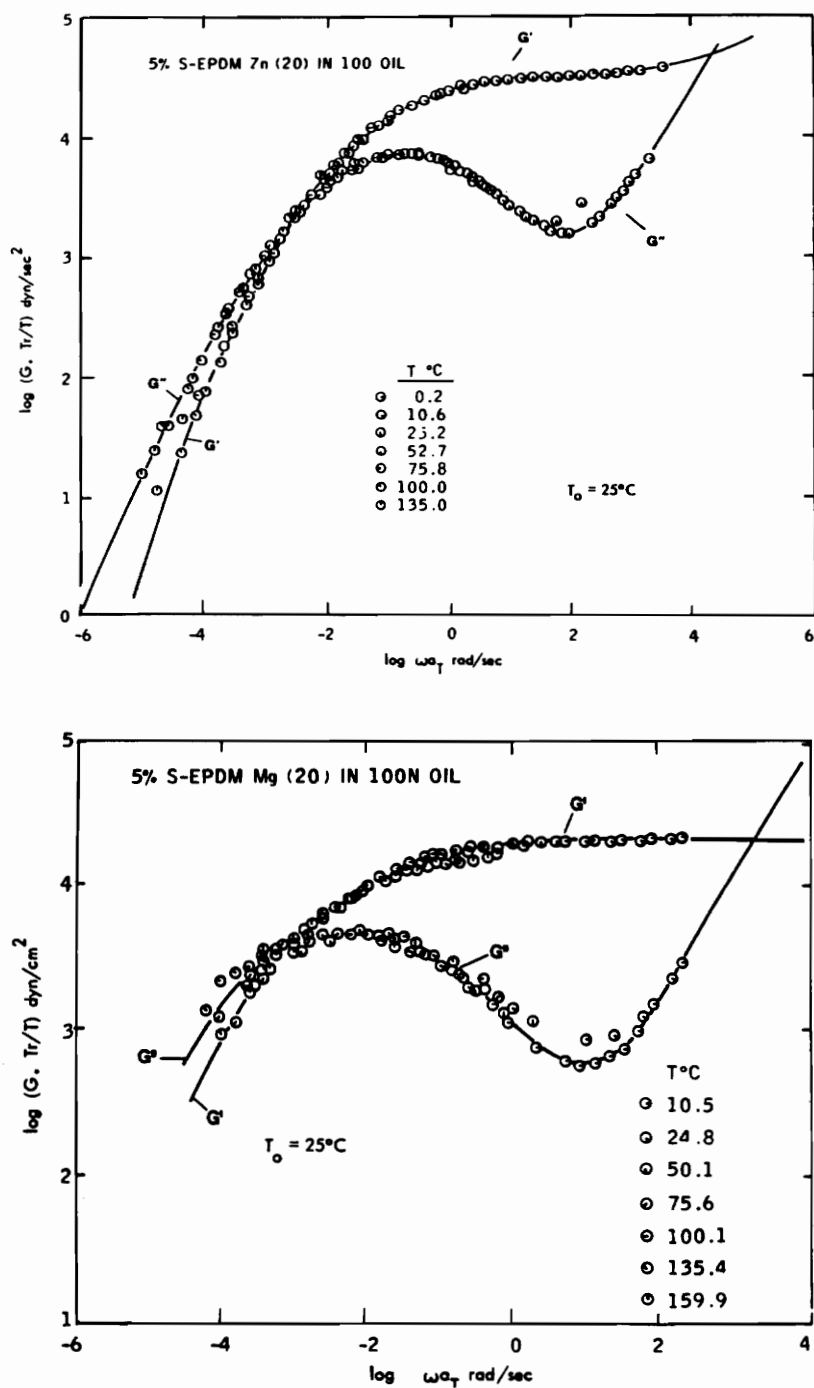 5
G'
5% S-EPDM Zn (20) IN 100 OIL
4
log (G. Tr/T) dyn/sec²
3
G"
T °C
0.2
10.6
25.2
52.7
75.8
100.0
135.0
2
G"
G'
T₀ = 25°C
1
0
-6 -4 -2 0 2 4 6
log ωa_T rad/sec
5
5% S-EPDM Mg (20) IN 100N OIL
G'
4
log (G. Tr/T) dyn/cm²
G"
3
G"
G'
T₀ = 25°C
T°C
10.5
24.8
50.1
75.6
100.1
135.4
159.9
2
1
-6 -4 -2 0 2 4
log ωa_T rad/sec